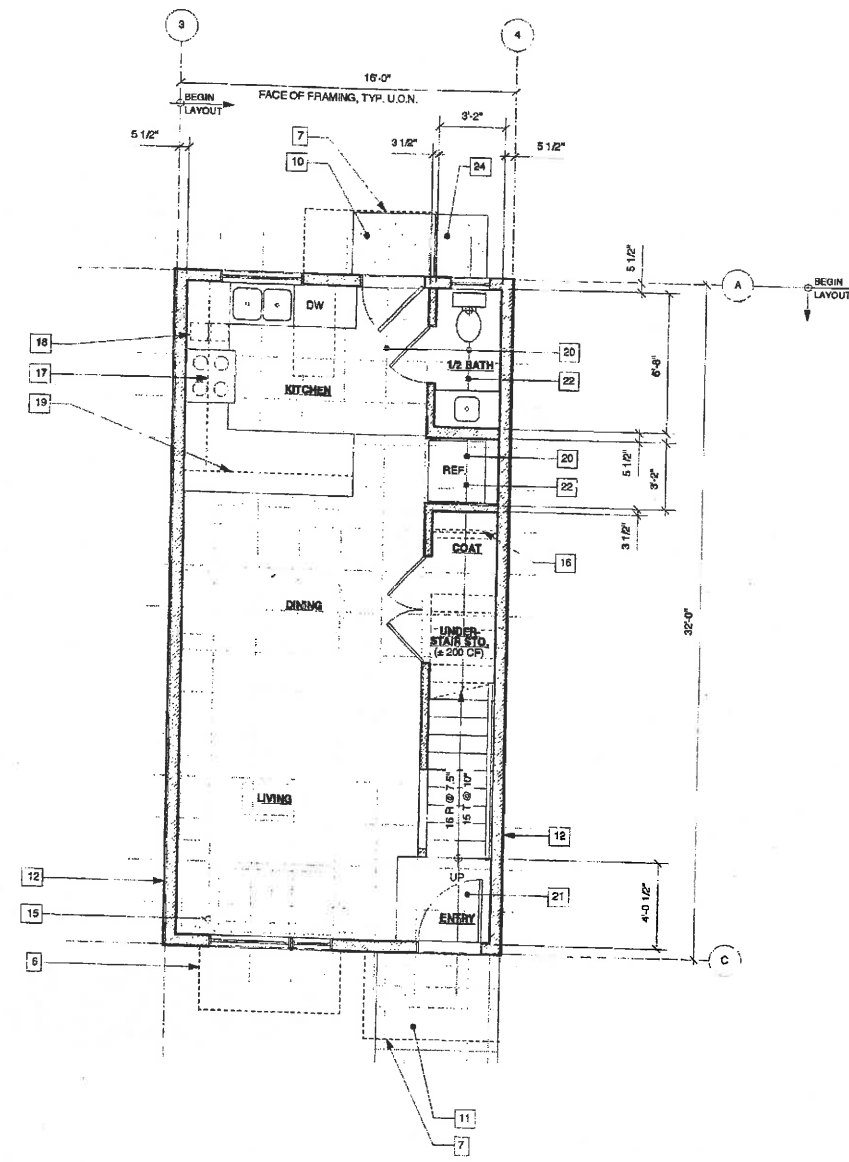 3
4
16'-0"
BEGIN
LAYOUT
FACE OF FRAMING, TYP. U.O.N.
3'-2"
5 1/2"
7
3 1/2"
5 1/2"
10
24
5 1/2"
A
BEGIN
LAYOUT
DW
18
20
17
1/2 BATH
6'-8"
22
KITCHEN
19
20
5 1/2"
REF
3'-2"
22
3 1/2"
COAT
16
DINING
32'-0"
UNDER-
STAIR STO.
(± 200 CF)
LIVING
16 R @ 7.5"
15 T @ 10"
12
UP
12
21
4'-0 1/2"
15
ENTRY
6
C
11
7